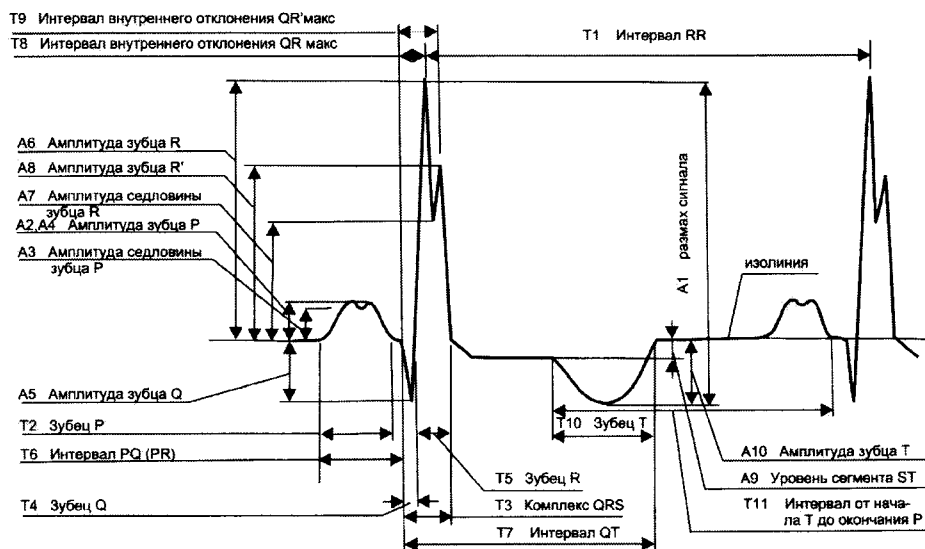 T9 Интервал внутреннего отклонения QR'макс
T8 Интервал внутреннего отклонения QR макс
T1 Интервал RR
A6 Амплитуда зубца R
A8 Амплитуда зубца R'
A7 Амплитуда седловины
зубца R
A2,A4 Амплитуда зубца P
A3 Амплитуда седловины
зубца P
A1 размах сигнала
изолиния
A5 Амплитуда зубца Q
T2 Зубец P
T6 Интервал PQ (PR)
T4 Зубец Q
T10 Зубец T
T5 Зубец R
T3 Комплекс QRS
T7 Интервал QT
A10 Амплитуда зубца T
A9 Уровень сегмента ST
T11 Интервал от нача-
ла T до окончания P